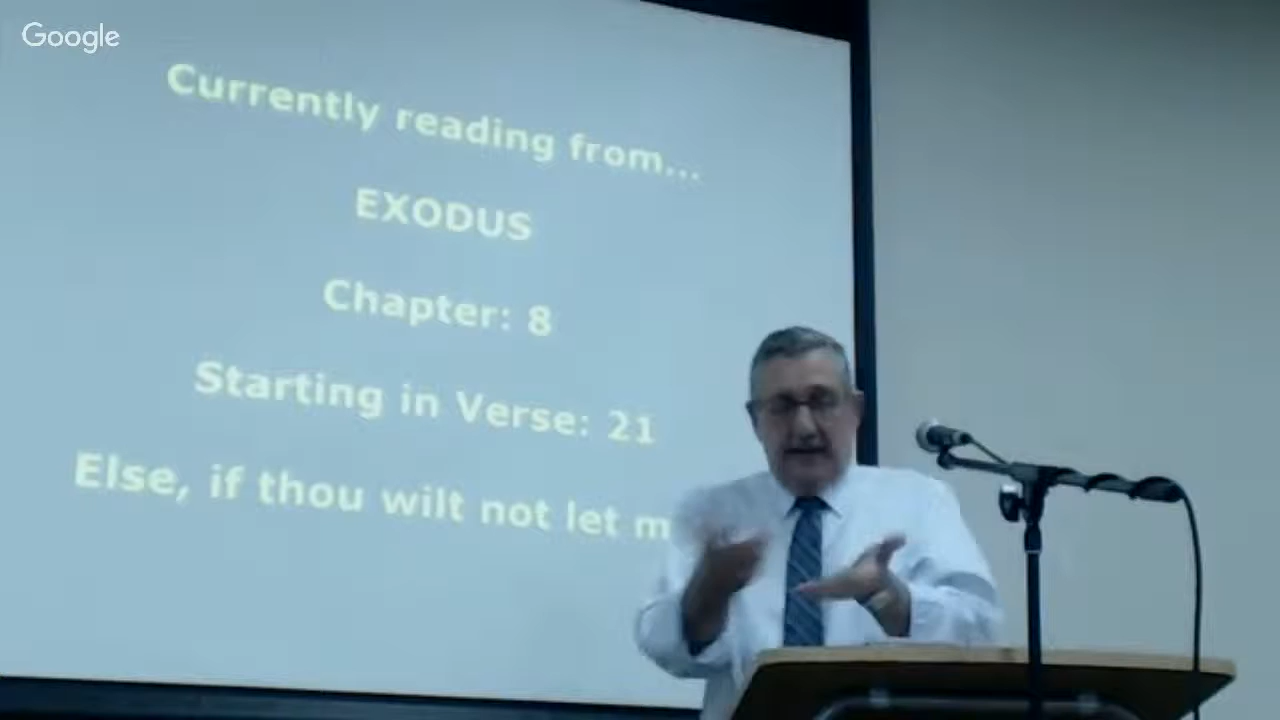 Google
Currently reading from...
EXODUS
Chapter: 8
Starting in Verse: 21
Else, if thou wilt not let m